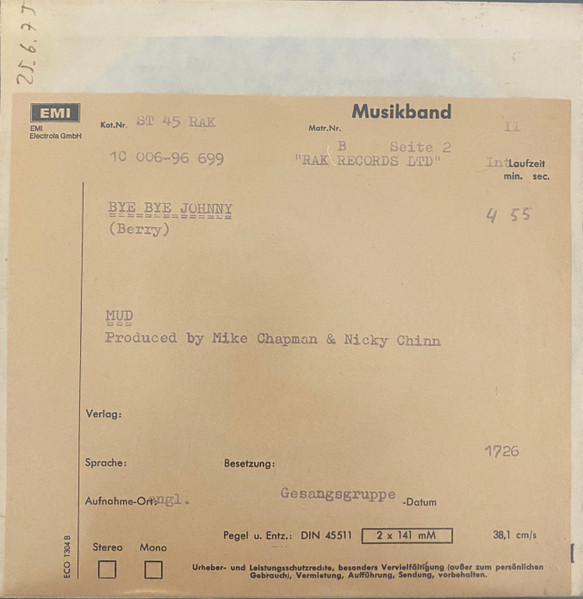 25.6.75
EMI
EMI
Electrola GmbH
Kat.Nr. ST 45 RAK
Musikband
Matr.Nr.
II
B Seite 2
1C 006-96 699
"RAK RECORDS LTD"
Int
Laufzeit
min. sec.
BYE BYE JOHNNY
(Berry)
4 55
MUD
Produced by Mike Chapman & Nicky Chinn
Verlag:
1726
Sprache:
Besetzung:
Aufnahme-Ort:
engl.
Gesangsgruppe
-Datum
Pegel u. Entz.: DIN 45511 2 x 141 mM 38,1 cm/s
Stereo Mono
ECO 1304 B
Urheber- und Leistungsschutzrechte, besonders Vervielfältigung (außer zum persönlichen
Gebrauch), Vermietung, Aufführung, Sendung, vorbehalten.